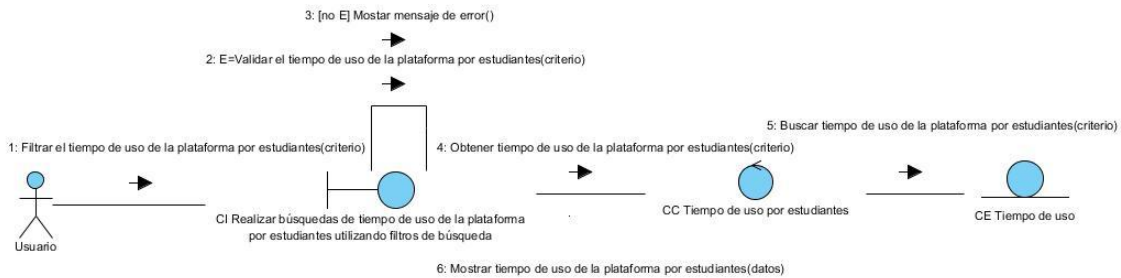 3: [no E] Mostar mensaje de error()
2: E=Validar el tiempo de uso de la plataforma por estudiantes(criterio)
5: Buscar tiempo de uso de la plataforma por estudiantes(criterio)
1: Filtrar el tiempo de uso de la plataforma por estudiantes(criterio)
4: Obtener tiempo de uso de la plataforma por estudiantes(criterio)
CI Realizar búsquedas de tiempo de uso de la plataforma
por estudiantes utilizando filtros de búsqueda
CC Tiempo de uso por estudiantes
CE Tiempo de uso
Usuario
6: Mostrar tiempo de uso de la plataforma por estudiantes(datos)